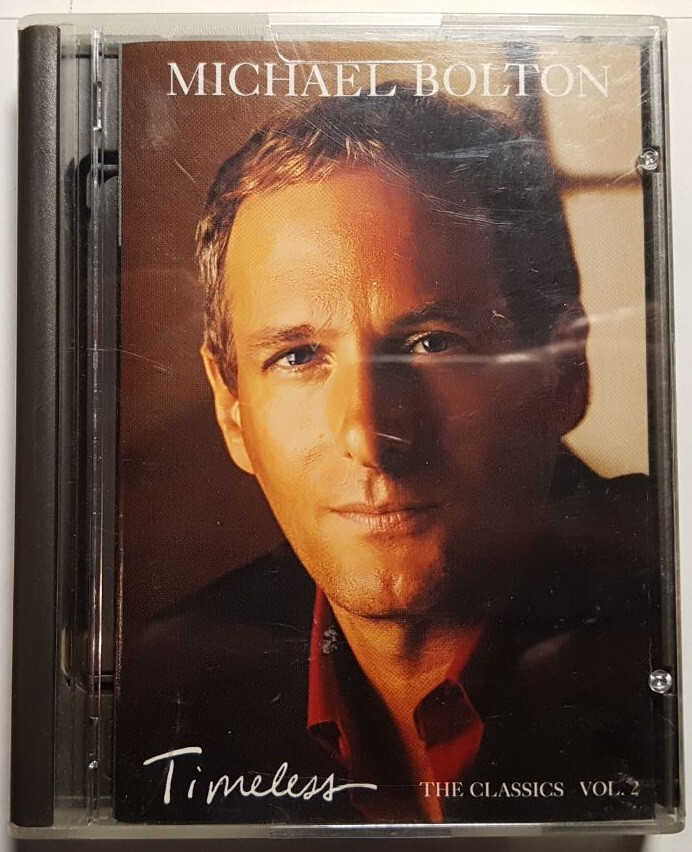 MICHAEL BOLTON
Timeless
THE CLASSICS VOL. 2